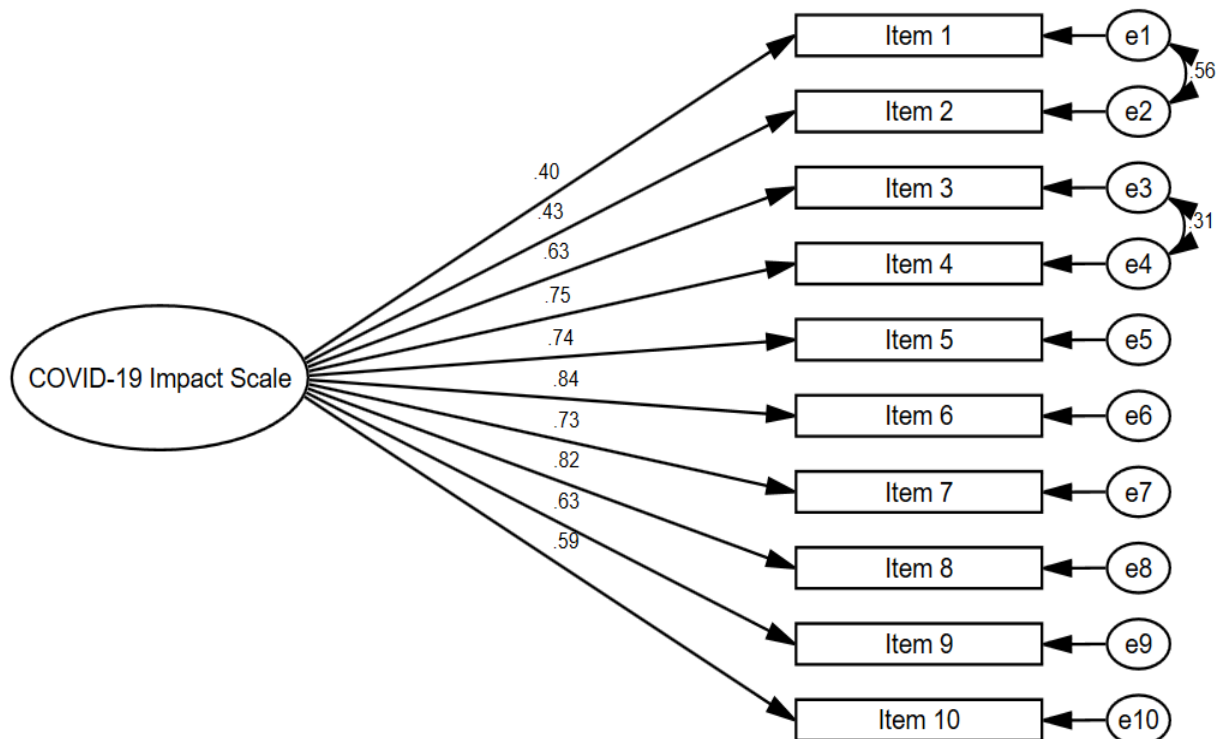 Item 1
e1
.56
Item 2
e2
.40
Item 3
e3
.43
.31
.63
Item 4
e4
.75
.74
Item 5
e5
COVID-19 Impact Scale
.84
Item 6
e6
.73
.82
Item 7
e7
.63
.59
Item 8
e8
Item 9
e9
Item 10
e10